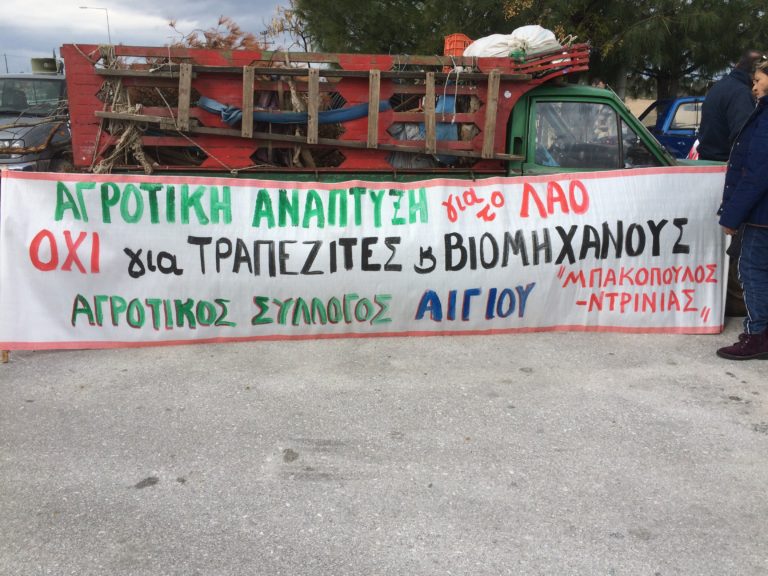 ΑΓΡΟΤΙΚΗ ΑΝΑΠΤΥΞΗ για το ΛΑΟ
ΟΧΙ για ΤΡΑΠΕΖΙΤΕΣ & ΒΙΟΜΗΧΑΝΟΥΣ
ΑΓΡΟΤΙΚΟΣ ΣΥΛΛΟΓΟΣ ΑΙΓΙΟΥ "ΜΠΑΚΟΠΟΥΛΟΣ
-ΝΤΡΙΝΙΑΣ"